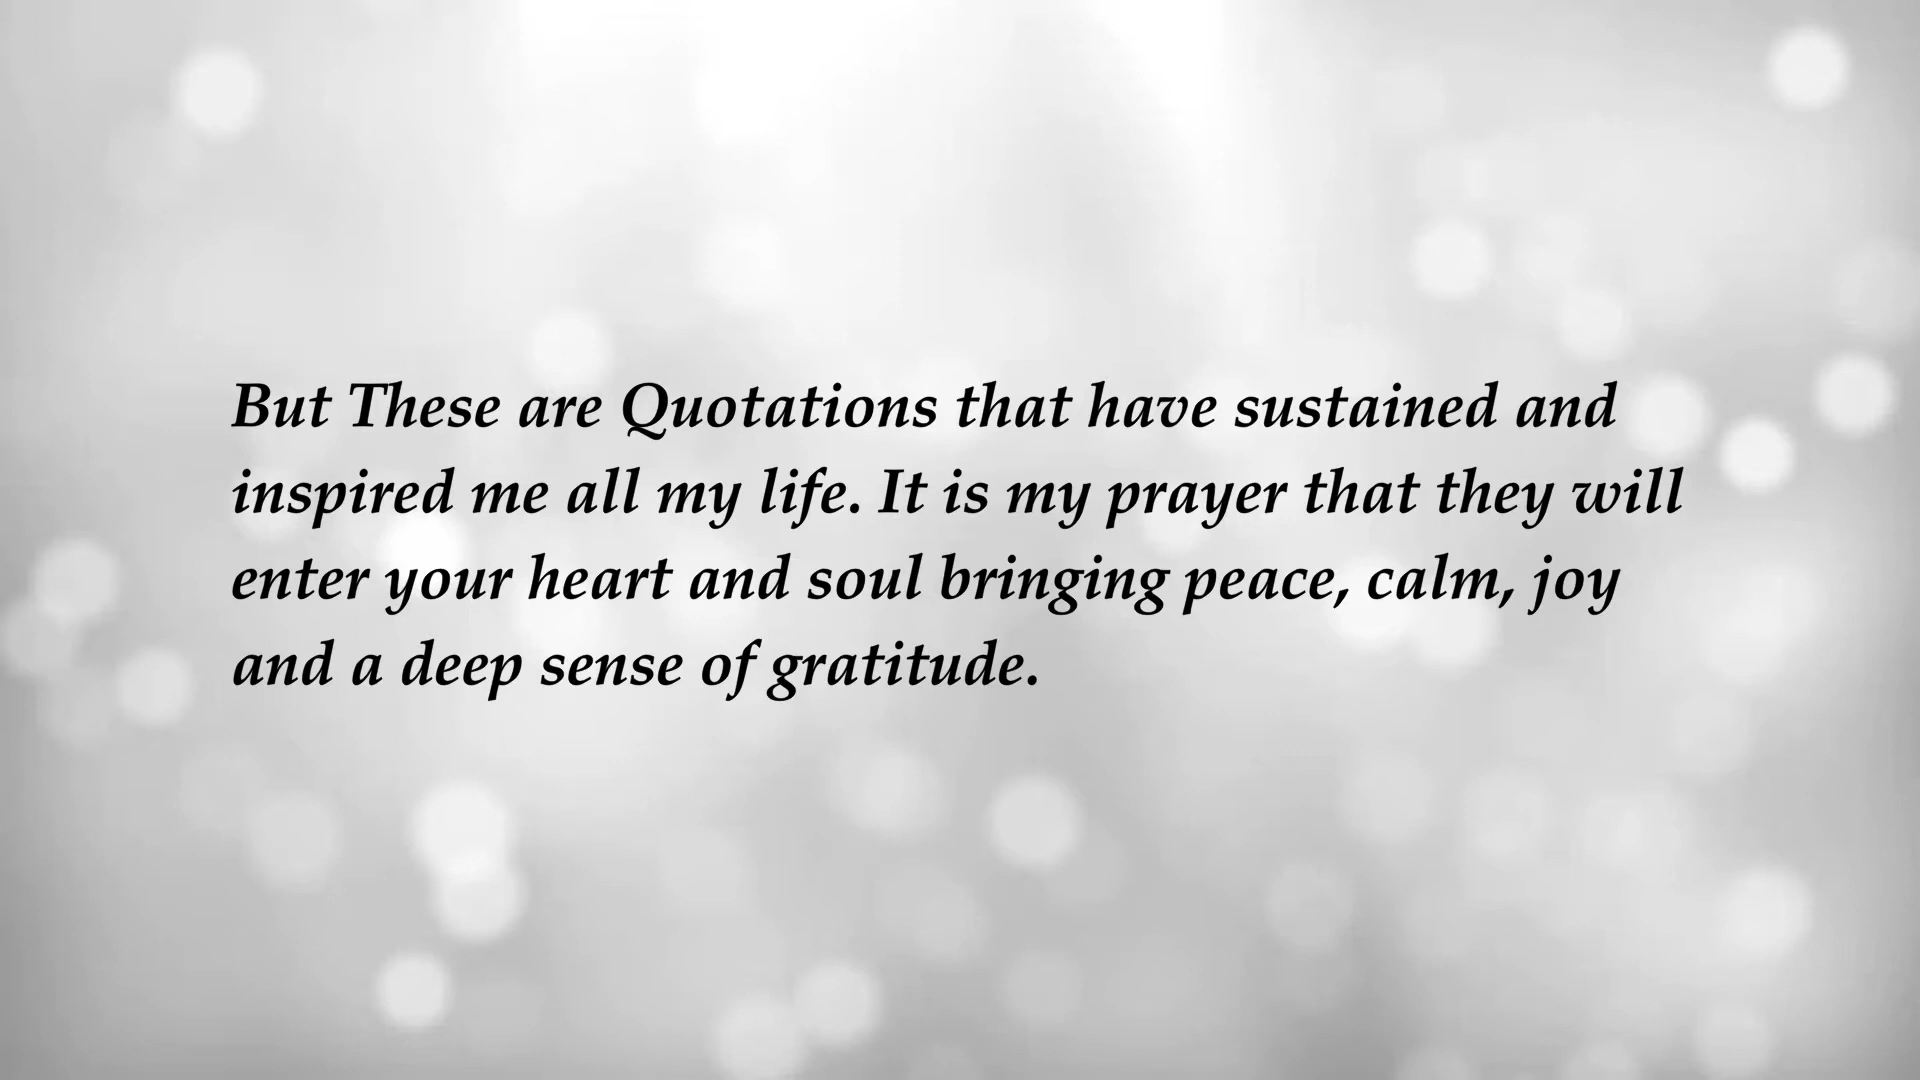 But These are Quotations that have sustained and
inspired me all my life. It is my prayer that they will
enter your heart and soul bringing peace, calm, joy
and a deep sense of gratitude.